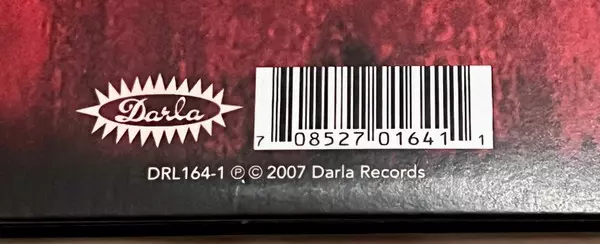 Darla
7 08527 01641 1
DRL164-1 ℗ © 2007 Darla Records